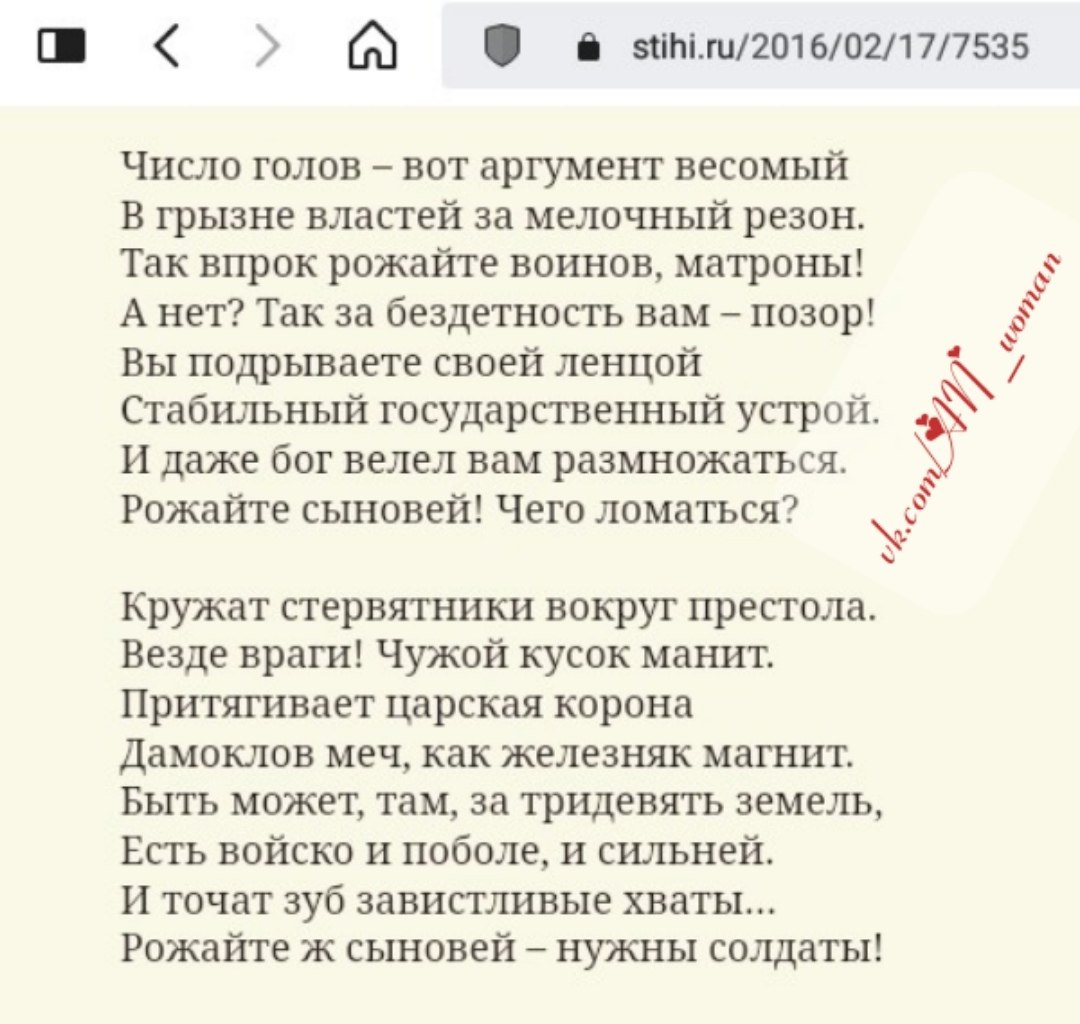 stihi.ru/2016/02/17/7535
Число голов – вот аргумент весомый
В грызне властей за мелочный резон.
Так впрок рожайте воинов, матроны!
А нет? Так за бездетность вам – позор!
Вы подрываете своей ленцой
Стабильный государственный устрой.
И даже бог велел вам размножаться.
Рожайте сыновей! Чего ломаться?
Кружат стервятники вокруг престола.
Везде враги! Чужой кусок манит.
Притягивает царская корона
Дамоклов меч, как железняк магнит.
Быть может, там, за тридевять земель,
Есть войско и поболе, и сильней.
И точат зуб завистливые хваты...
Рожайте ж сыновей – нужны солдаты!
vk.com/
_woman